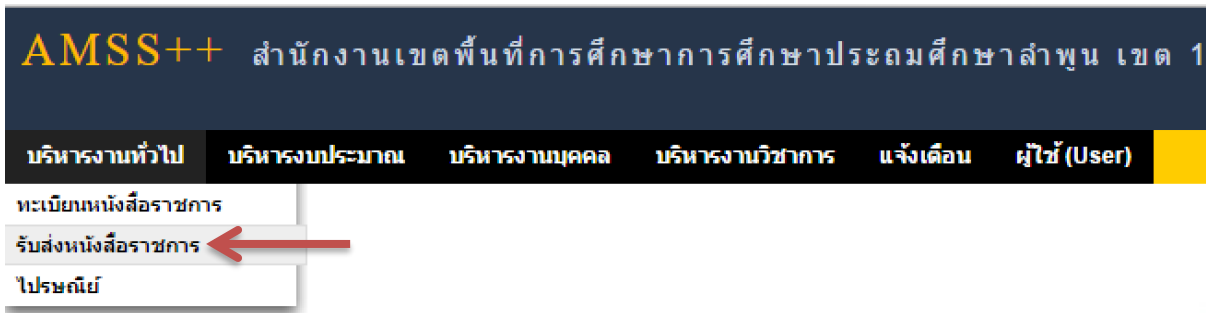 AMSS++ สำนักงานเขตพื้นที่การศึกษาการศึกษาประถมศึกษาลำพูน เขต 1
บริหารงานทั่วไป บริหารงบประมาณ บริหารงานบุคคล บริหารงานวิชาการ แจ้งเตือน ผู้ใช้ (User)
ทะเบียนหนังสือราชการ
รับส่งหนังสือราชการ
ไปรษณีย์